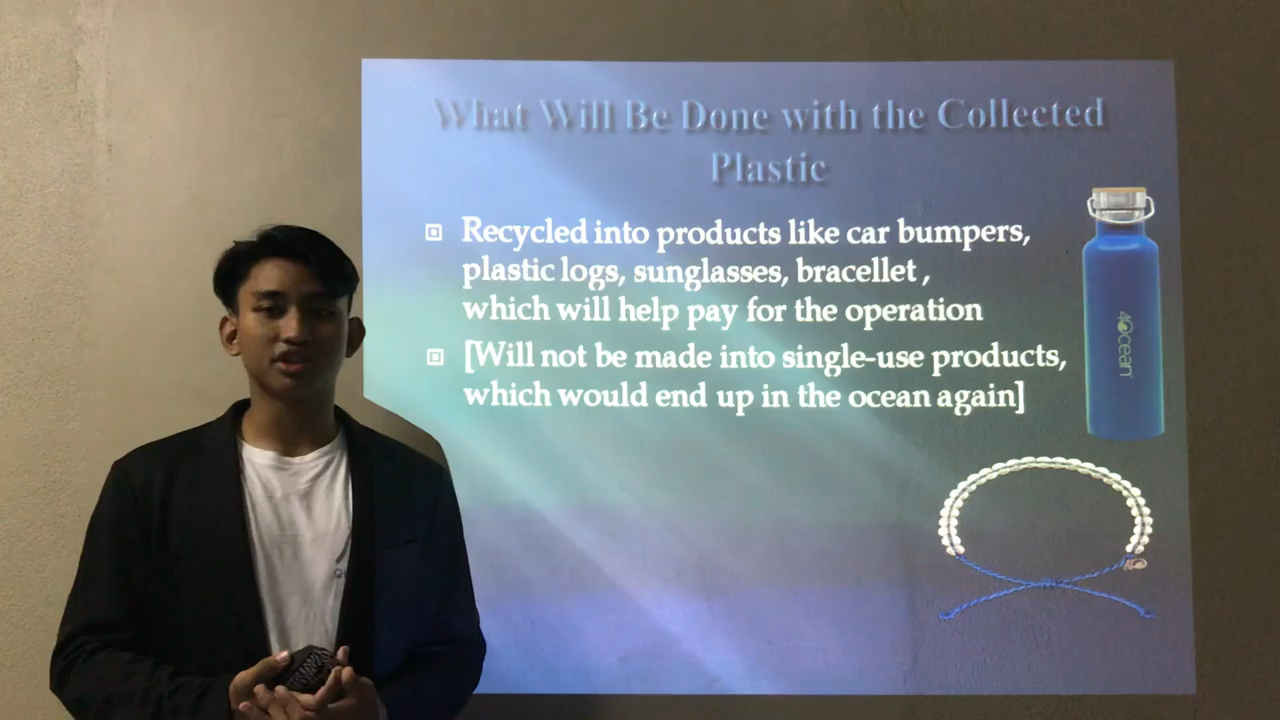 What Will Be Done with the Collected
Plastic
Recycled into products like car bumpers,
plastic logs, sunglasses, bracellet ,
which will help pay for the operation
[Will not be made into single-use products,
which would end up in the ocean again]
4Ocean